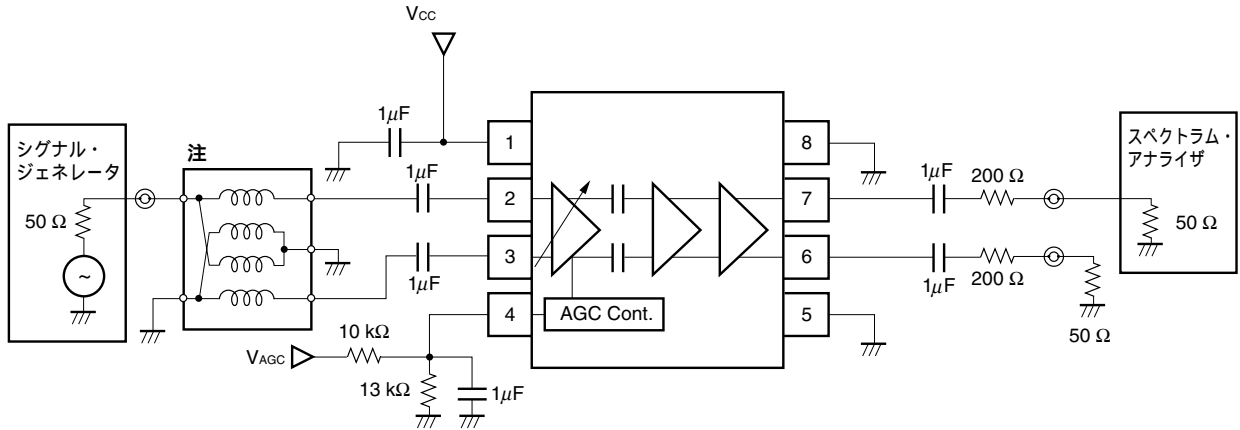 VCC
1μF
シグナル・
ジェネレータ
50 Ω
~
注
1μF
1μF
1
2
3
4
AGC Cont.
8
7
6
5
VAGC
10 kΩ
13 kΩ
1μF
1μF
200 Ω
1μF
200 Ω
50 Ω
スペクトラム・
アナライザ
50 Ω